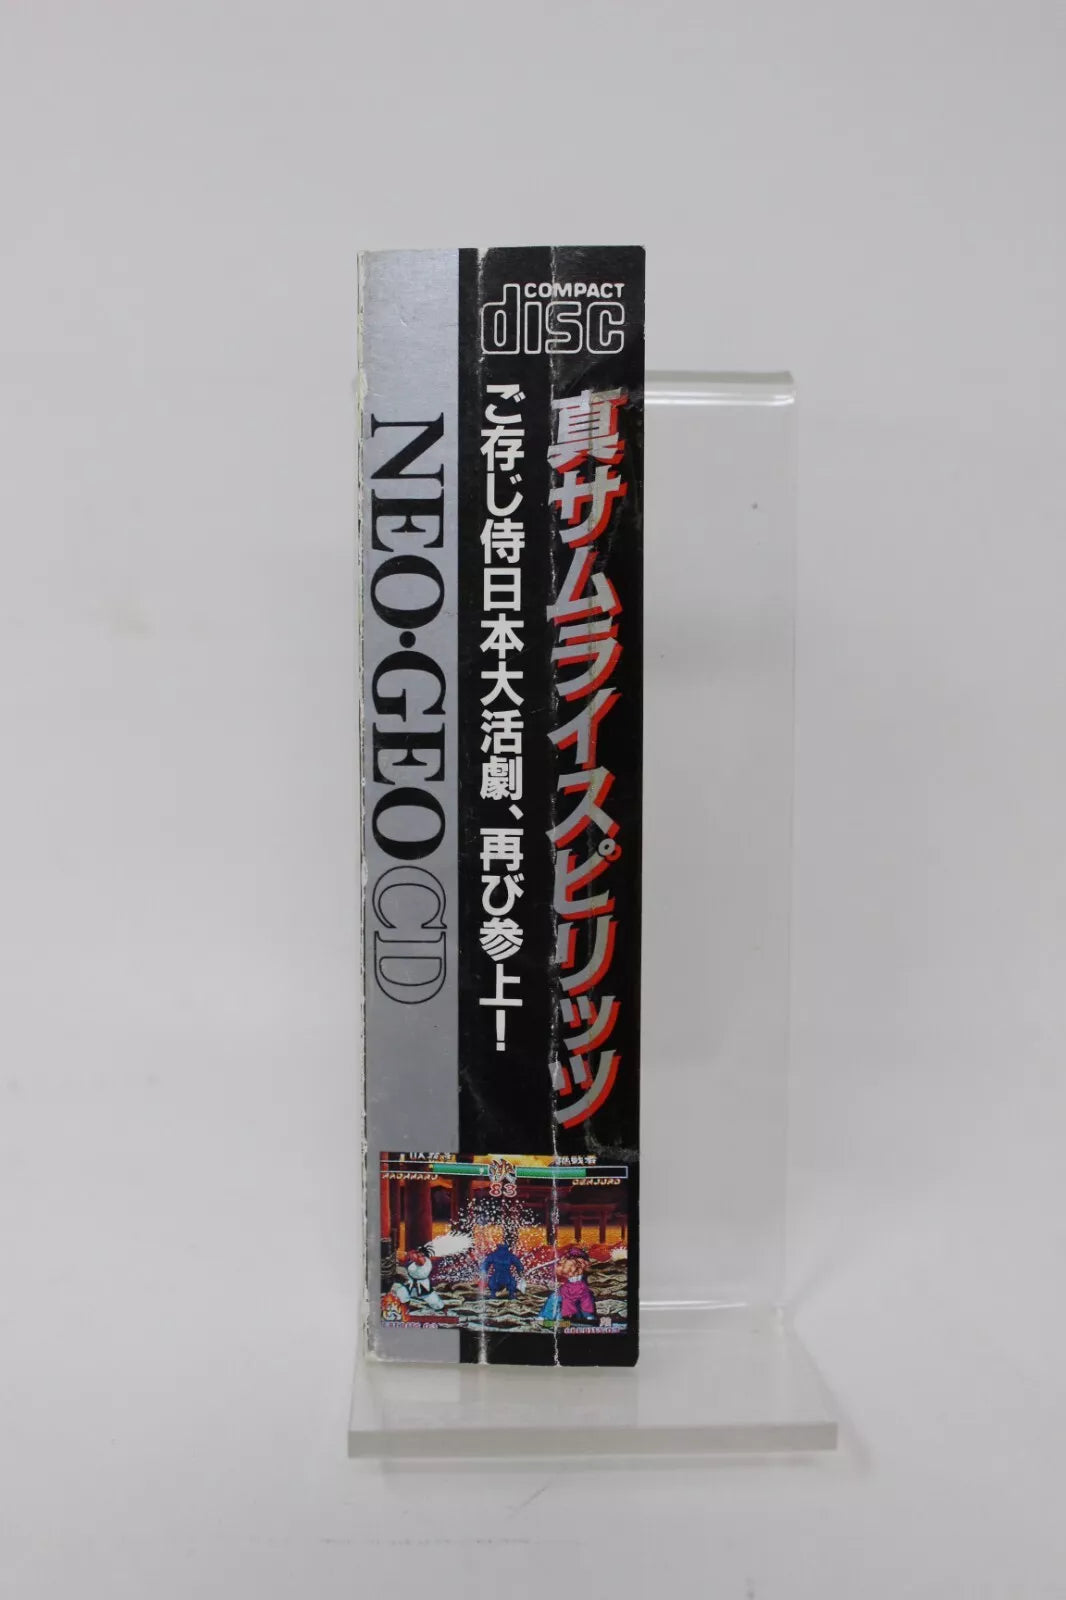 COMPACT
disc
真サムライスピリッツ
ご存じ侍日本大活劇、再び参上！
NEO・GEO CD
83